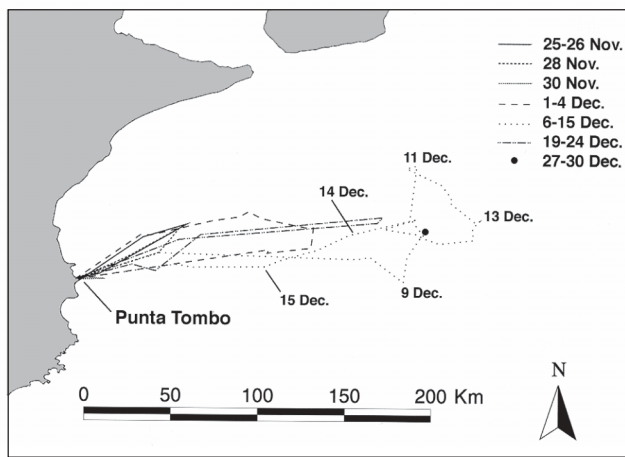 25-26 Nov.
28 Nov.
30 Nov.
1-4 Dec.
6-15 Dec.
19-24 Dec.
27-30 Dec.
11 Dec.
14 Dec.
13 Dec.
9 Dec.
15 Dec.
Punta Tombo
0 50 100 150 200 Km
N